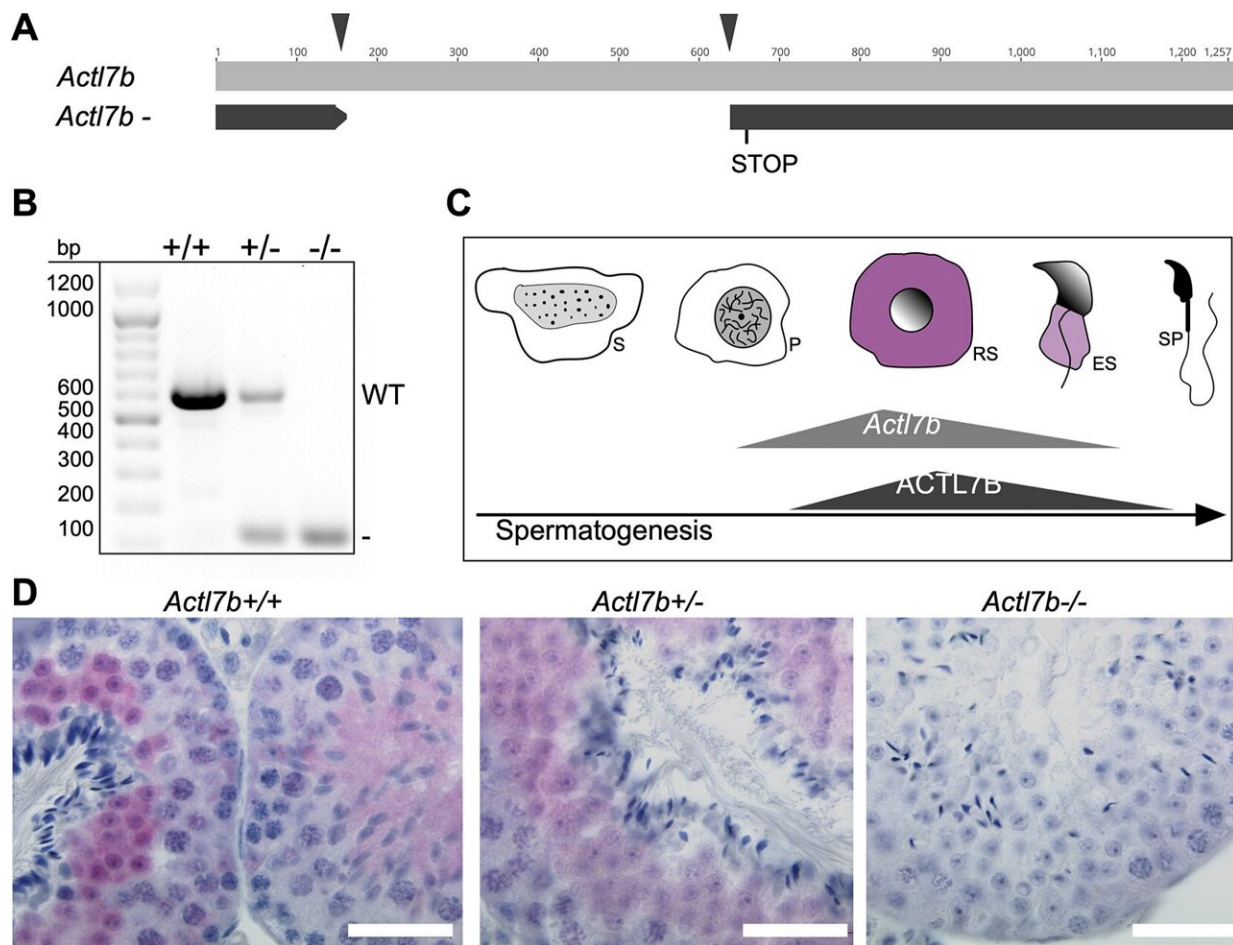 A
1 100 200 300 400 500 600 700 800 900 1,000 1,100 1,200 1,257
Actl7b
Actl7b -
STOP
B
bp +/+ +/- -/-
1200
1000
600
500
400
300
200
100
WT
-
C
S
P
RS
ES
SP
Actl7b
ACTL7B
Spermatogenesis
D
Actl7b+/+ Actl7b+/- Actl7b-/-